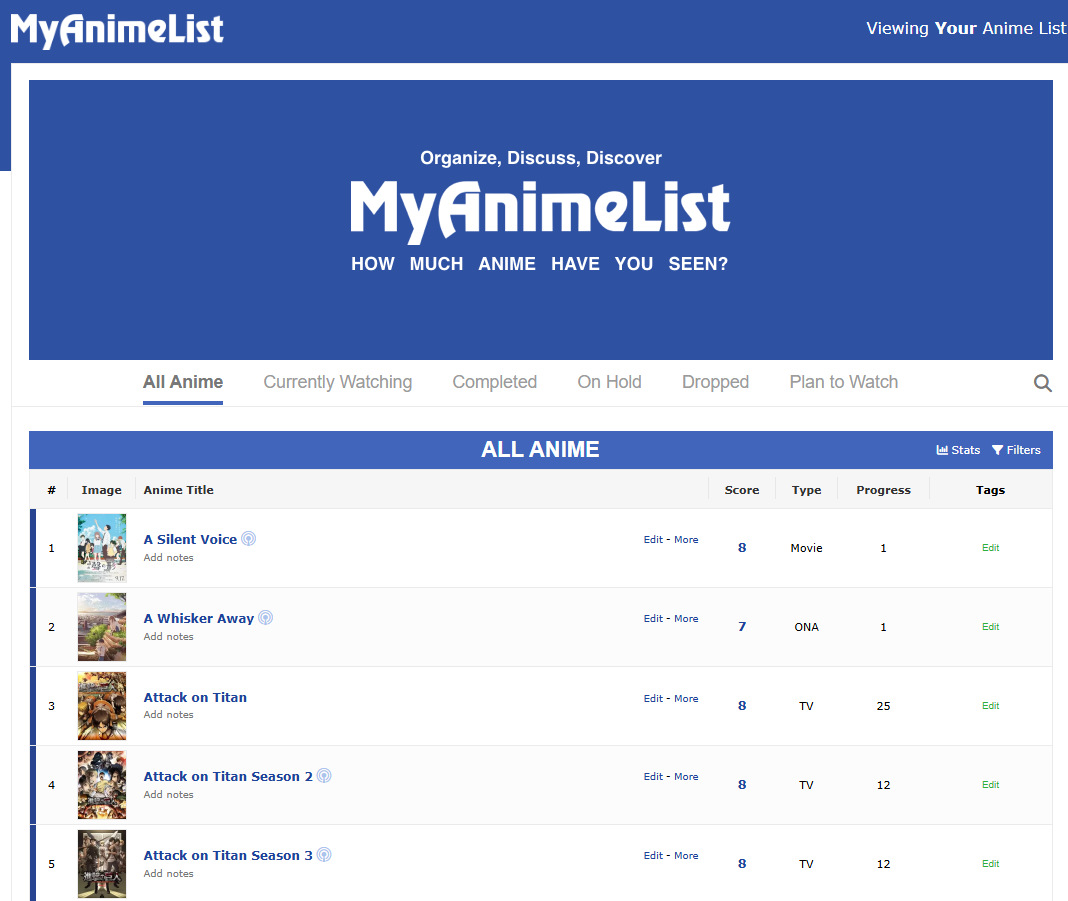 MyAnimeList
Viewing Your Anime List
Organize, Discuss, Discover
MyAnimeList
HOW MUCH ANIME HAVE YOU SEEN?
All Anime Currently Watching Completed On Hold Dropped Plan to Watch
ALL ANIME Stats Filters
# Image Anime Title Score Type Progress Tags
1 A Silent Voice Edit - More 8 Movie 1 Edit
Add notes
2 A Whisker Away Edit - More 7 ONA 1 Edit
Add notes
3 Attack on Titan Edit - More 8 TV 25 Edit
Add notes
4 Attack on Titan Season 2 Edit - More 8 TV 12 Edit
Add notes
5 Attack on Titan Season 3 Edit - More 8 TV 12 Edit
Add notes